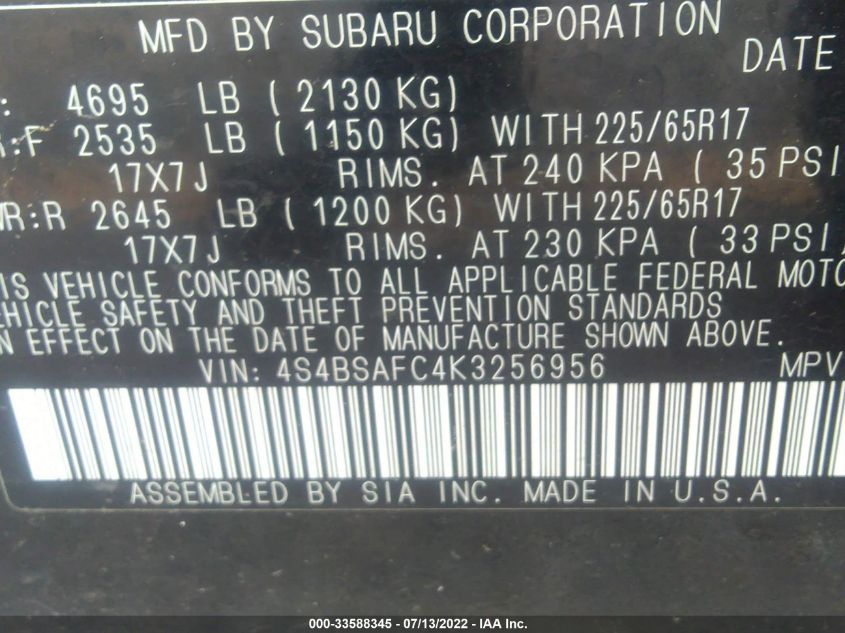 MFD BY SUBARU CORPORATION
DATE
: 4695 LB ( 2130 KG)
R:F 2535 LB ( 1150 KG) WITH 225/65R17
17X7J RIMS. AT 240 KPA ( 35 PSI
WR:R 2645 LB ( 1200 KG) WITH 225/65R17
17X7J RIMS. AT 230 KPA ( 33 PSI)
IS VEHICLE CONFORMS TO ALL APPLICABLE FEDERAL MOTO
EHICLE SAFETY AND THEFT PREVENTION STANDARDS
N EFFECT ON THE DATE OF MANUFACTURE SHOWN ABOVE.
VIN: 4S4BSAFC4K3256956 MPV
ASSEMBLED BY SIA INC. MADE IN U.S.A.
000-33588345 - 07/13/2022 - IAA Inc.